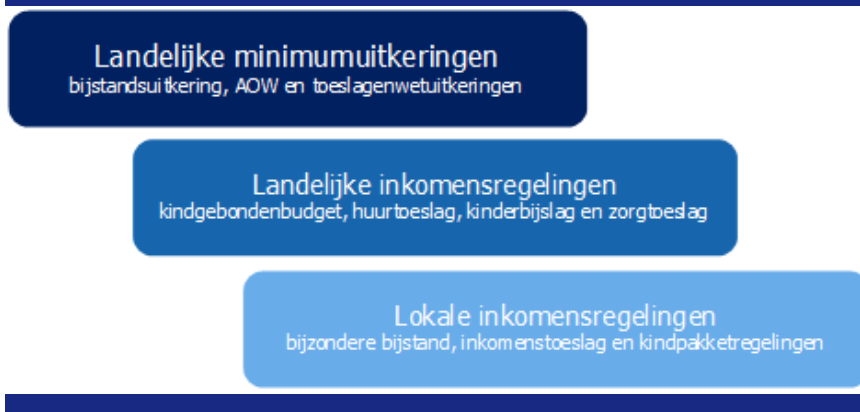 Landelijke minimumuitkeringen
bijstandsuitkering, AOW en toeslagenwetuitkeringen
Landelijke inkomensregelingen
kindgebondenbudget, huurtoeslag, kinderbijslag en zorgtoeslag
Lokale inkomensregelingen
bijzondere bijstand, inkomenstoeslag en kindpakketregelingen